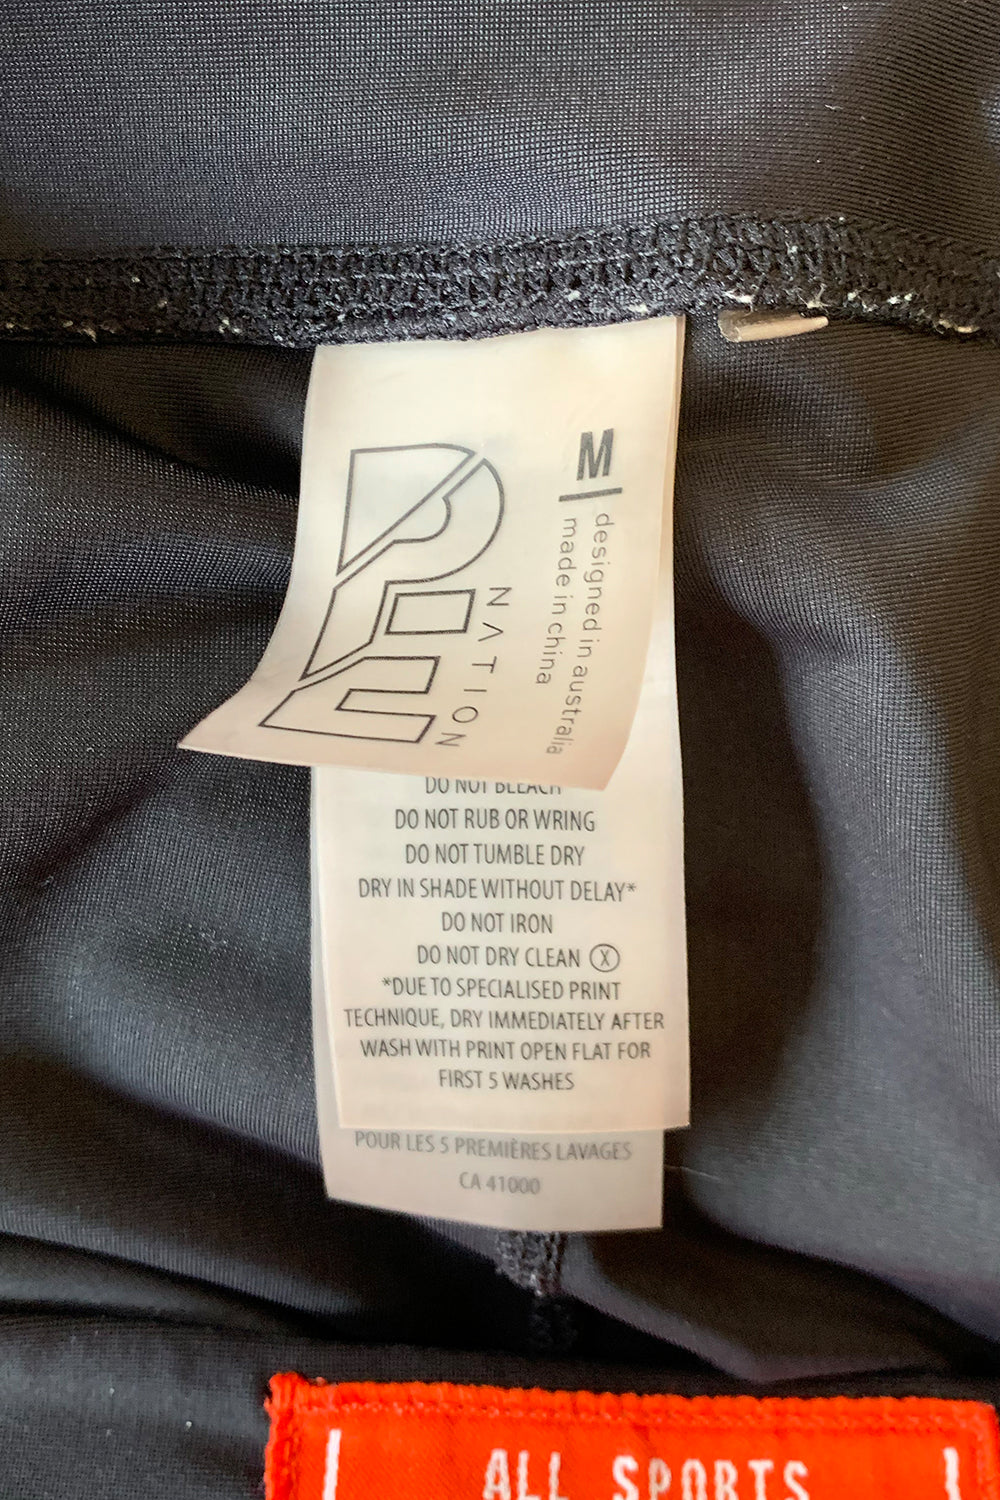 M
designed in australia
made in china
P.E
NATION
DO NOT BLEACH
DO NOT RUB OR WRING
DO NOT TUMBLE DRY
DRY IN SHADE WITHOUT DELAY*
DO NOT IRON
DO NOT DRY CLEAN Ⓧ
*DUE TO SPECIALISED PRINT
TECHNIQUE, DRY IMMEDIATELY AFTER
WASH WITH PRINT OPEN FLAT FOR
FIRST 5 WASHES
POUR LES 5 PREMIÈRES LAVAGES
CA 41000
ALL SPORTS